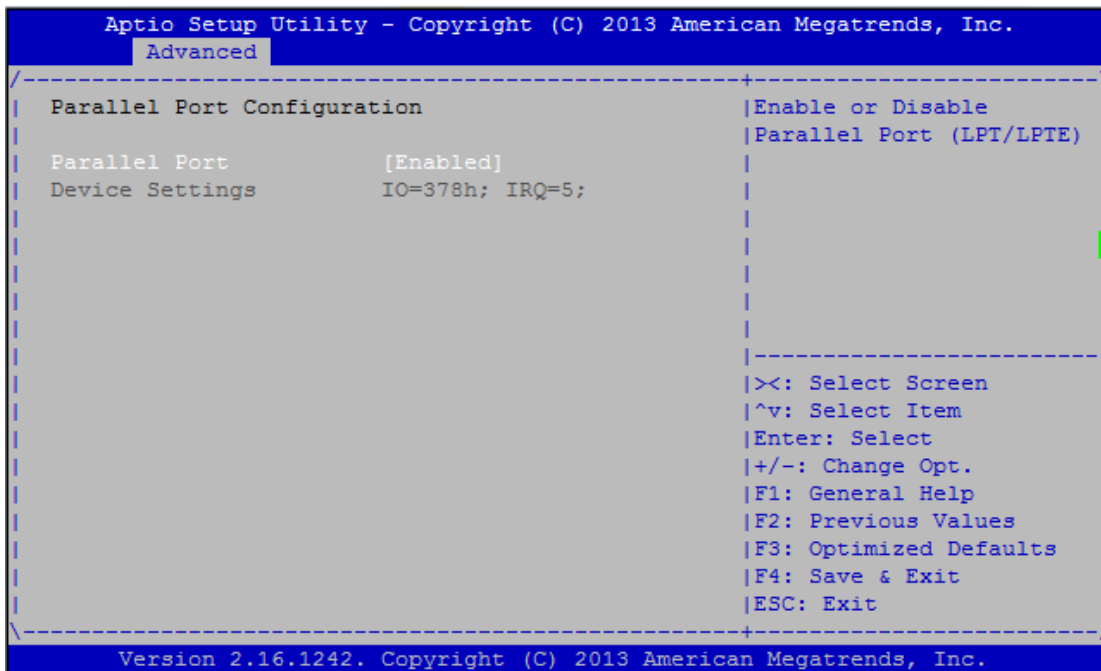 Aptio Setup Utility - Copyright (C) 2013 American Megatrends, Inc.
Advanced
Parallel Port Configuration
Enable or Disable
Parallel Port (LPT/LPTE)
Parallel Port [Enabled]
Device Settings IO=378h; IRQ=5;
><: Select Screen
^v: Select Item
Enter: Select
+/-: Change Opt.
F1: General Help
F2: Previous Values
F3: Optimized Defaults
F4: Save & Exit
ESC: Exit
Version 2.16.1242. Copyright (C) 2013 American Megatrends, Inc.